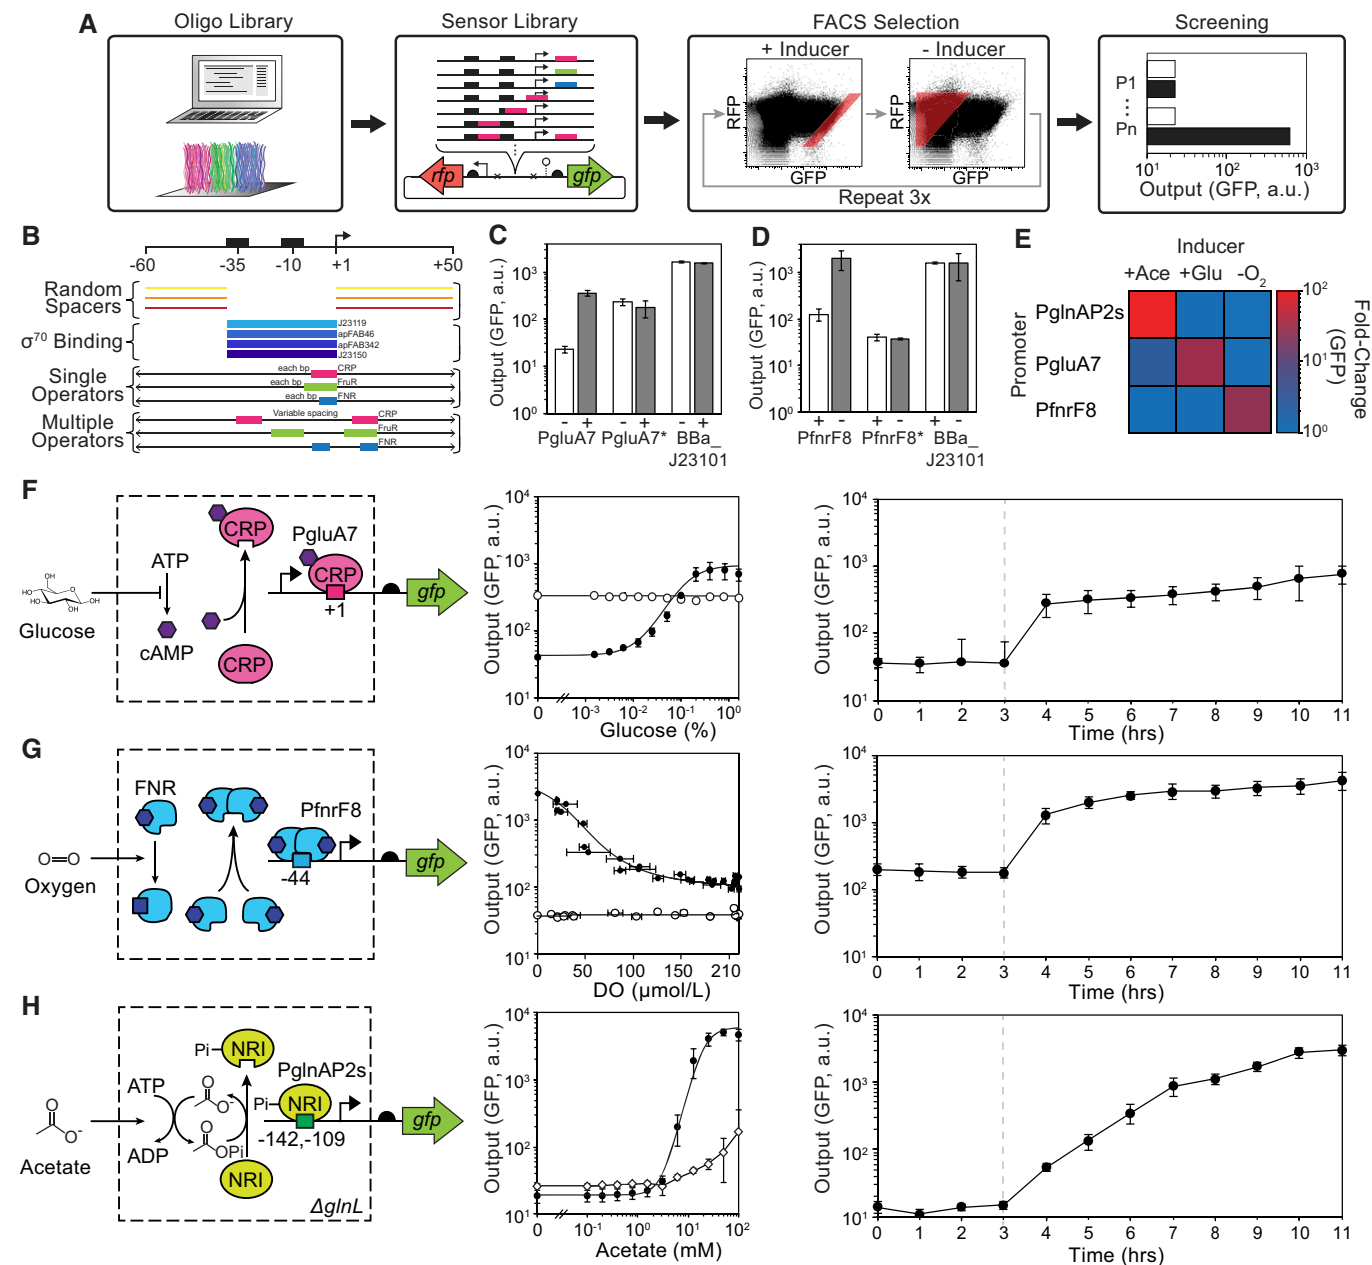 A
Oligo Library
Sensor Library
FACS Selection
Screening
+ Inducer
- Inducer
RFP
GFP
RFP
GFP
Repeat 3x
rfp
gfp
P1
Pn
10¹ 10² 10³
Output (GFP, a.u.)
B
-60 -35 -10 +1 +50
Random Spacers
σ⁷⁰ Binding
J23119
apFAB46
apFAB342
J23150
Single Operators
each bp CRP
each bp FruR
each bp FNR
Multiple Operators
Variable spacing CRP
FruR
FNR
C
Output (GFP, a.u.)
10³
10²
10¹
10⁰
- + - + - +
PgluA7 PgluA7* BBa_
J23101
D
Output (GFP, a.u.)
10³
10²
10¹
10⁰
+ - + - + -
PfnrF8 PfnrF8* BBa_
J23101
E
Inducer
+Ace +Glu -O₂
Promoter
PglnAP2s
PgluA7
PfnrF8
10²
10¹
10⁰
Fold-Change
(GFP)
F
Glucose
OH
HO
HO
OH
OH
O
ATP
cAMP
CRP
CRP
PgluA7
CRP
+1
gfp
Output (GFP, a.u.)
10⁴
10³
10²
10¹
0 10⁻³ 10⁻² 10⁻¹ 10⁰
Glucose (%)
Output (GFP, a.u.)
10⁴
10³
10²
10¹
0 1 2 3 4 5 6 7 8 9 10 11
Time (hrs)
G
O=O
Oxygen
FNR
PfnrF8
-44
gfp
Output (GFP, a.u.)
10⁴
10³
10²
10¹
0 50 100 150 210
DO (μmol/L)
Output (GFP, a.u.)
10⁴
10³
10²
10¹
0 1 2 3 4 5 6 7 8 9 10 11
Time (hrs)
H
O
O⁻
Acetate
ATP
ADP
O
O⁻
O
OPi
Pi NRI
NRI
PglnAP2s
Pi NRI
-142,-109
ΔglnL
gfp
Output (GFP, a.u.)
10⁴
10³
10²
10¹
0 10⁻¹ 10⁰ 10¹ 10²
Acetate (mM)
Output (GFP, a.u.)
10⁴
10³
10²
10¹
0 1 2 3 4 5 6 7 8 9 10 11
Time (hrs)